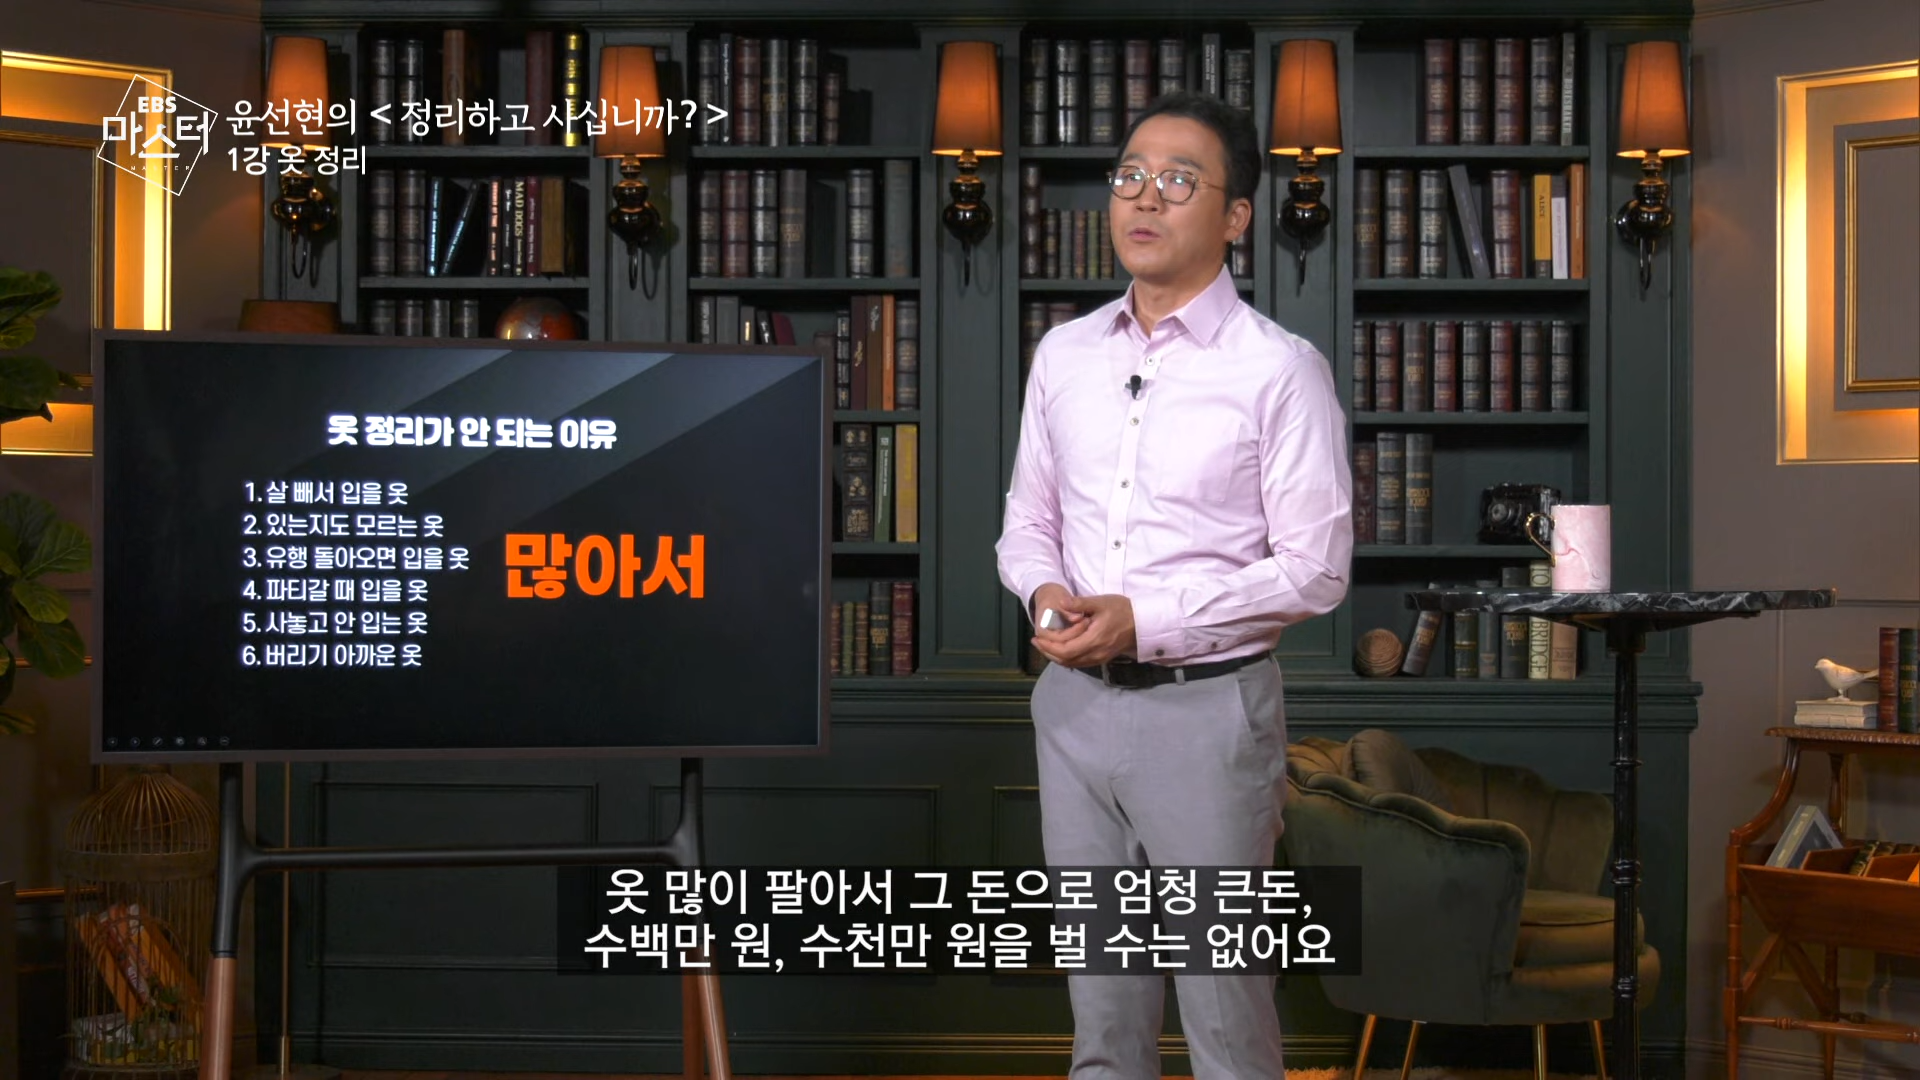 EBS
마스터
MASTER
윤선현의 < 정리하고 사십니까? >
1강 옷 정리
옷 정리가 안 되는 이유
1. 살 빼서 입을 옷
2. 있는지도 모르는 옷
3. 유행 돌아오면 입을 옷
4. 파티갈 때 입을 옷
5. 사놓고 안 입는 옷
6. 버리기 아까운 옷
많아서
MAD DOGS
옷 많이 팔아서 그 돈으로 엄청 큰돈,
수백만 원, 수천만 원을 벌 수는 없어요